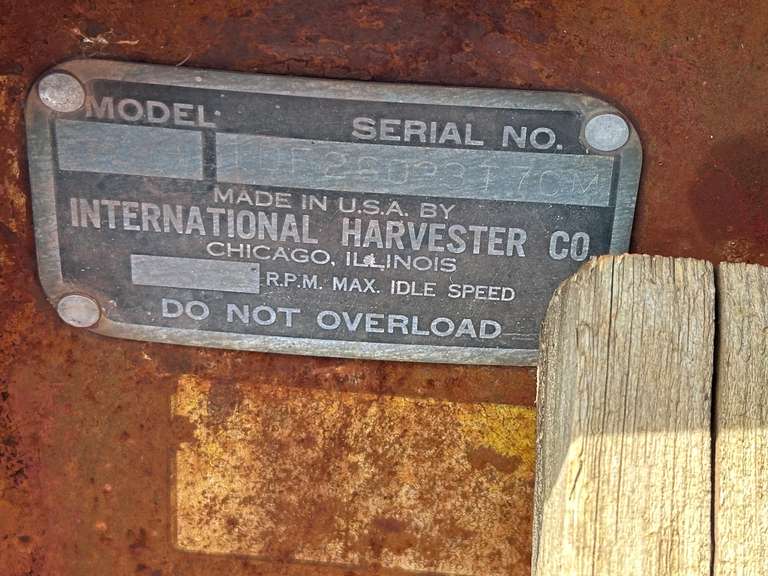 MODEL
SERIAL NO.
MADE IN U.S.A. BY
INTERNATIONAL HARVESTER CO.
CHICAGO, ILLINOIS
R.P.M. MAX. IDLE SPEED
DO NOT OVERLOAD